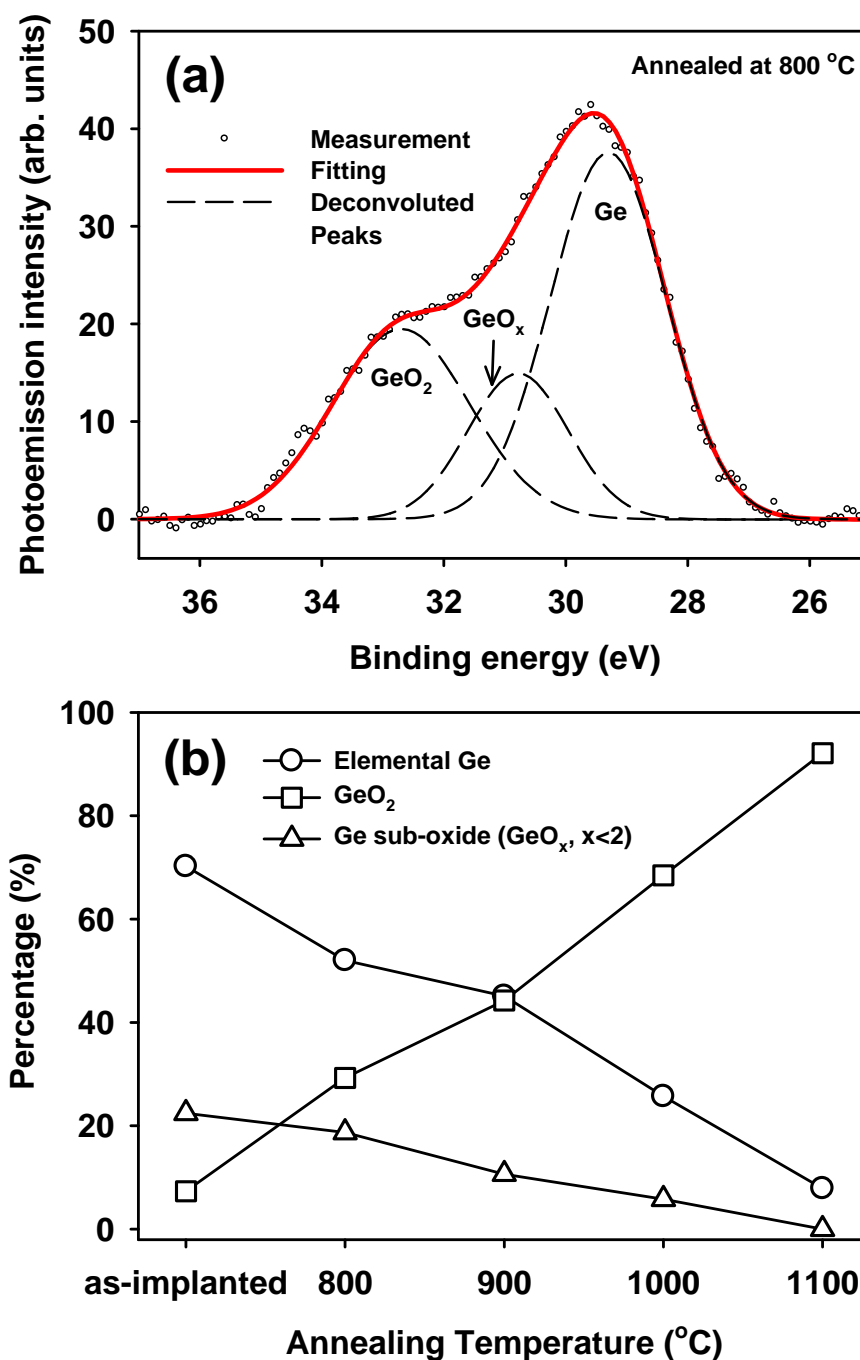 (a)
Annealed at 800 °C
Measurement
Fitting
Deconvoluted
Peaks
Ge
GeOₓ
GeO₂
Photoemission intensity (arb. units)
50
40
30
20
10
0
36 34 32 30 28 26
Binding energy (eV)
(b)
Elemental Ge
GeO₂
Ge sub-oxide (GeOₓ, x<2)
Percentage (%)
100
80
60
40
20
0
as-implanted 800 900 1000 1100
Annealing Temperature (°C)